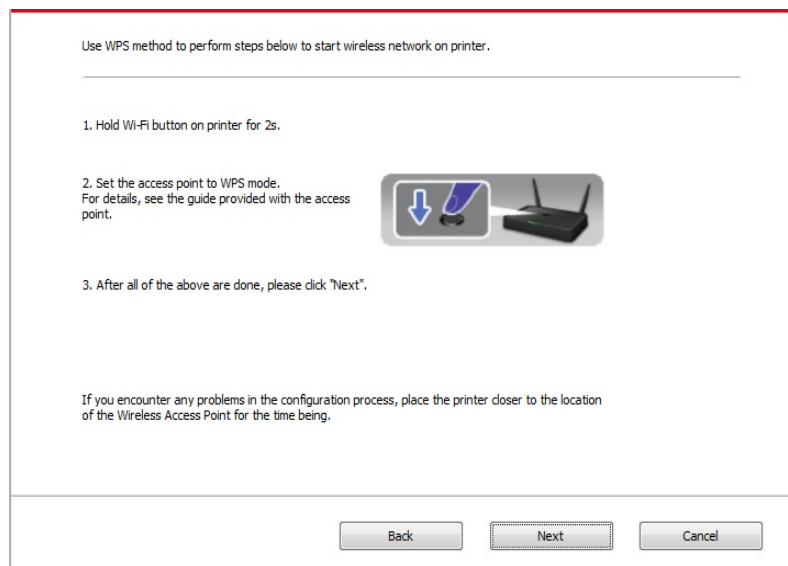 Use WPS method to perform steps below to start wireless network on printer.
1. Hold Wi-Fi button on printer for 2s.
2. Set the access point to WPS mode.
For details, see the guide provided with the access
point.
3. After all of the above are done, please click "Next".
If you encounter any problems in the configuration process, place the printer closer to the location
of the Wireless Access Point for the time being.
Back
Next
Cancel